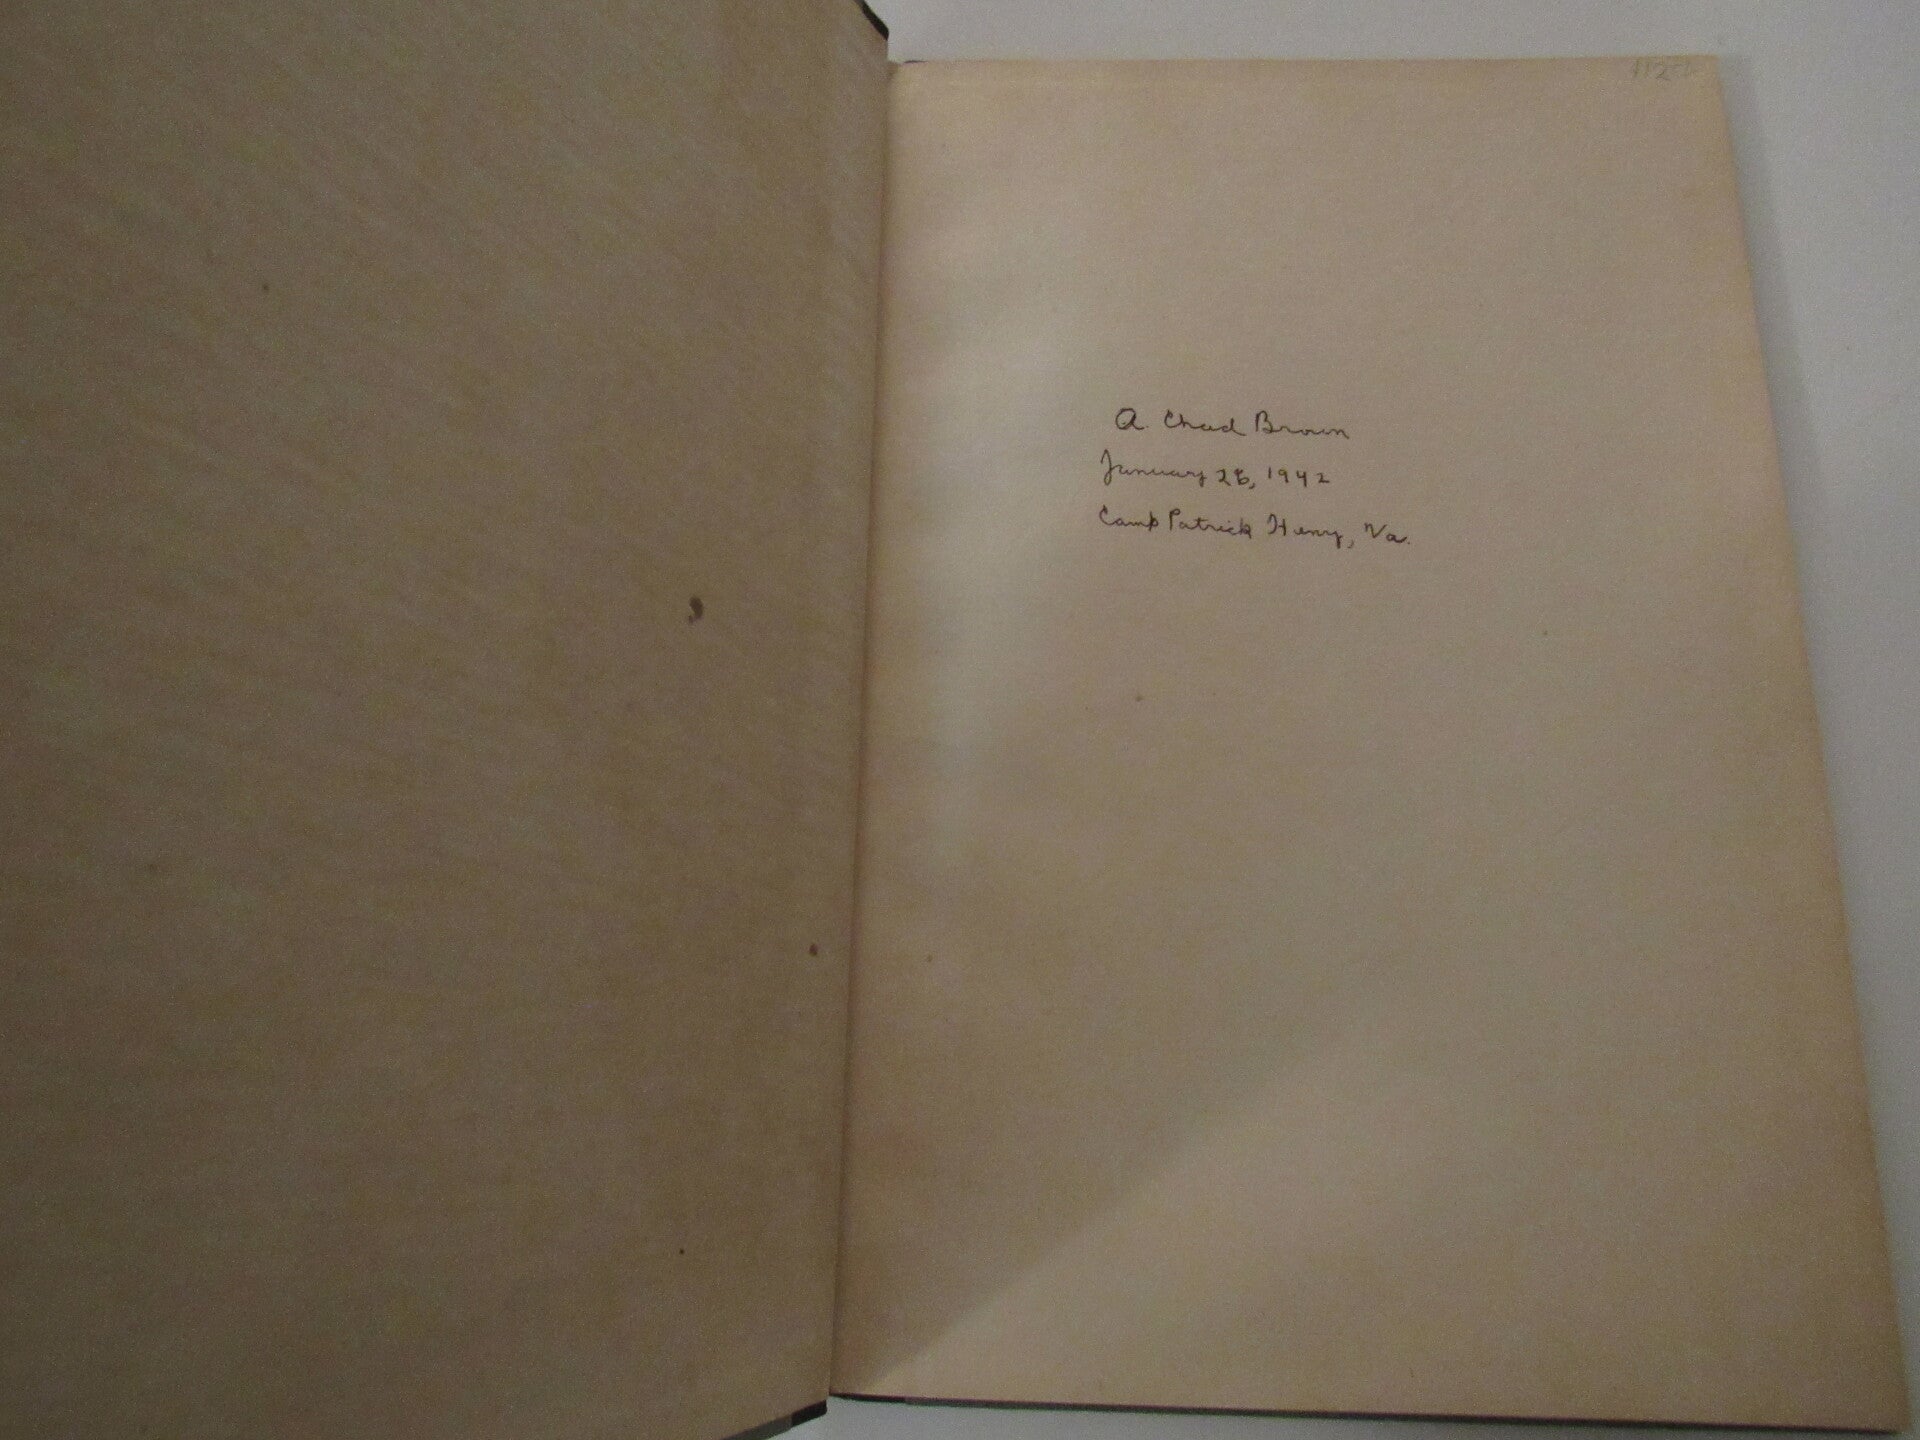 A. Chad Brown
January 28, 1942
Camp Patrick Henry, Va.